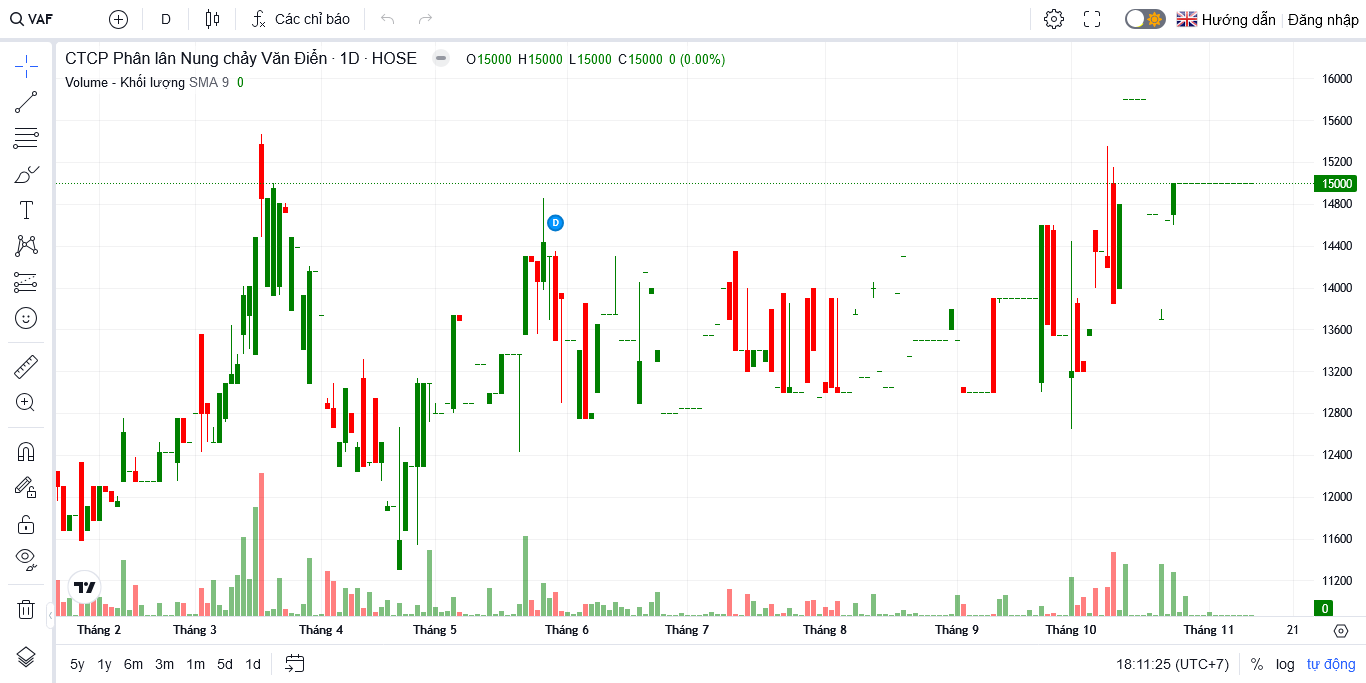 VAF D Các chỉ báo Hướng dẫn Đăng nhập
CTCP Phân lân Nung chảy Văn Điển · 1D · HOSE O15000 H15000 L15000 C15000 0 (0.00%)
Volume - Khối lượng SMA 9 0
16000
15600
15200
15000
14800
D
14400
14000
13600
13200
12800
12400
12000
11600
11200
0
Tháng 2 Tháng 3 Tháng 4 Tháng 5 Tháng 6 Tháng 7 Tháng 8 Tháng 9 Tháng 10 Tháng 11 21
5y 1y 6m 3m 1m 5d 1d 18:11:25 (UTC+7) % log tự động